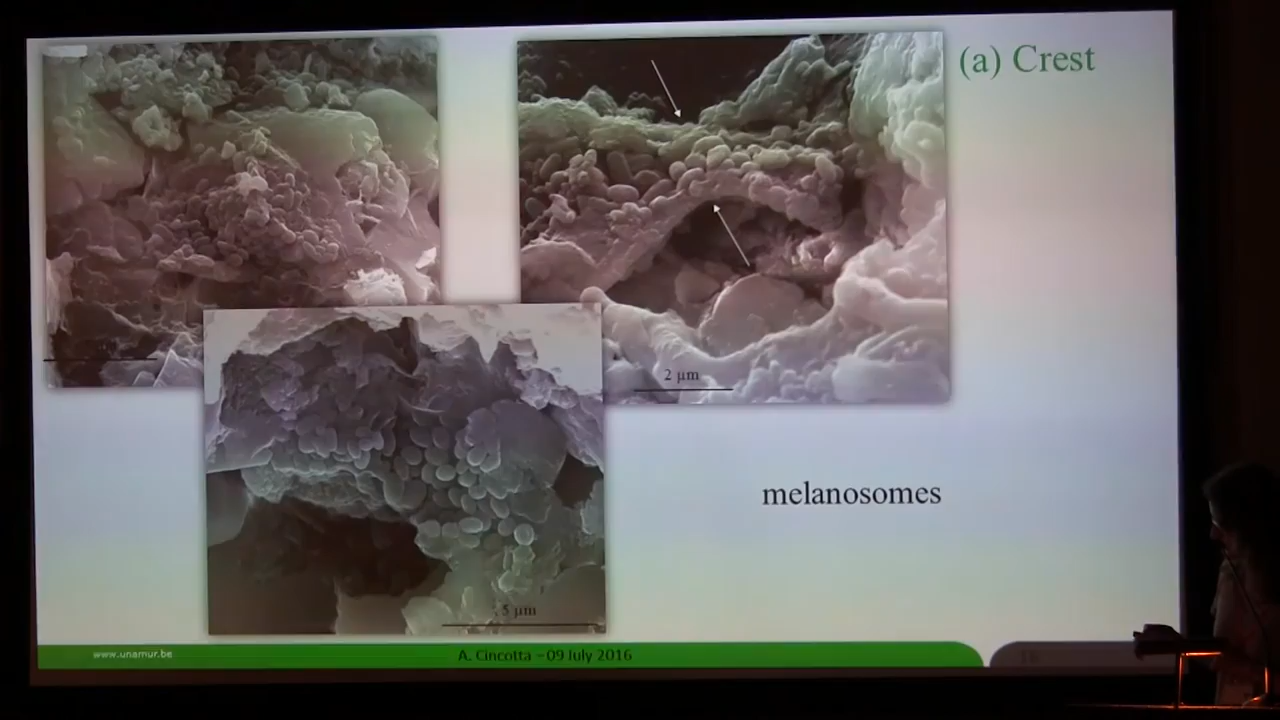 (a) Crest
2 µm
melanosomes
5 µm
www.unamur.be
A. Cincotta – 09 July 2016